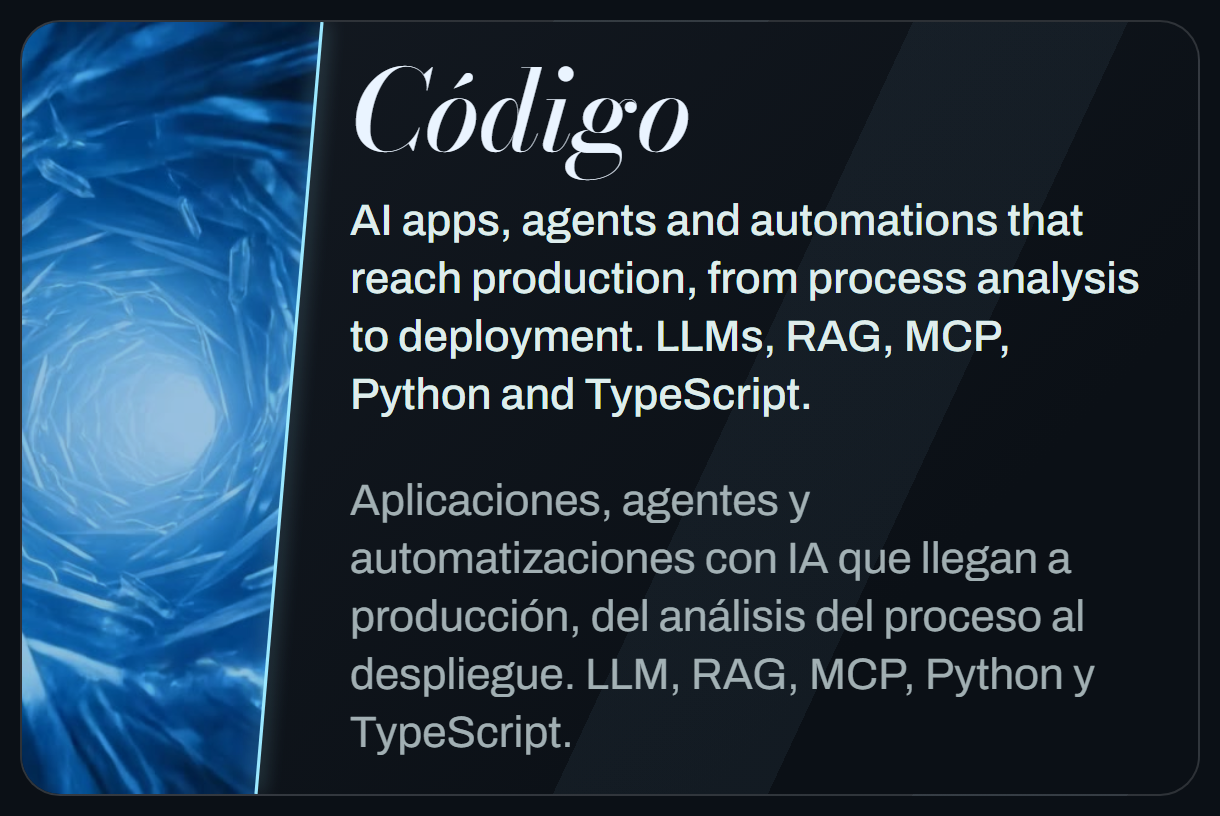 Código
AI apps, agents and automations that
reach production, from process analysis
to deployment. LLMs, RAG, MCP,
Python and TypeScript.
Aplicaciones, agentes y
automatizaciones con IA que llegan a
producción, del análisis del proceso al
despliegue. LLM, RAG, MCP, Python y
TypeScript.